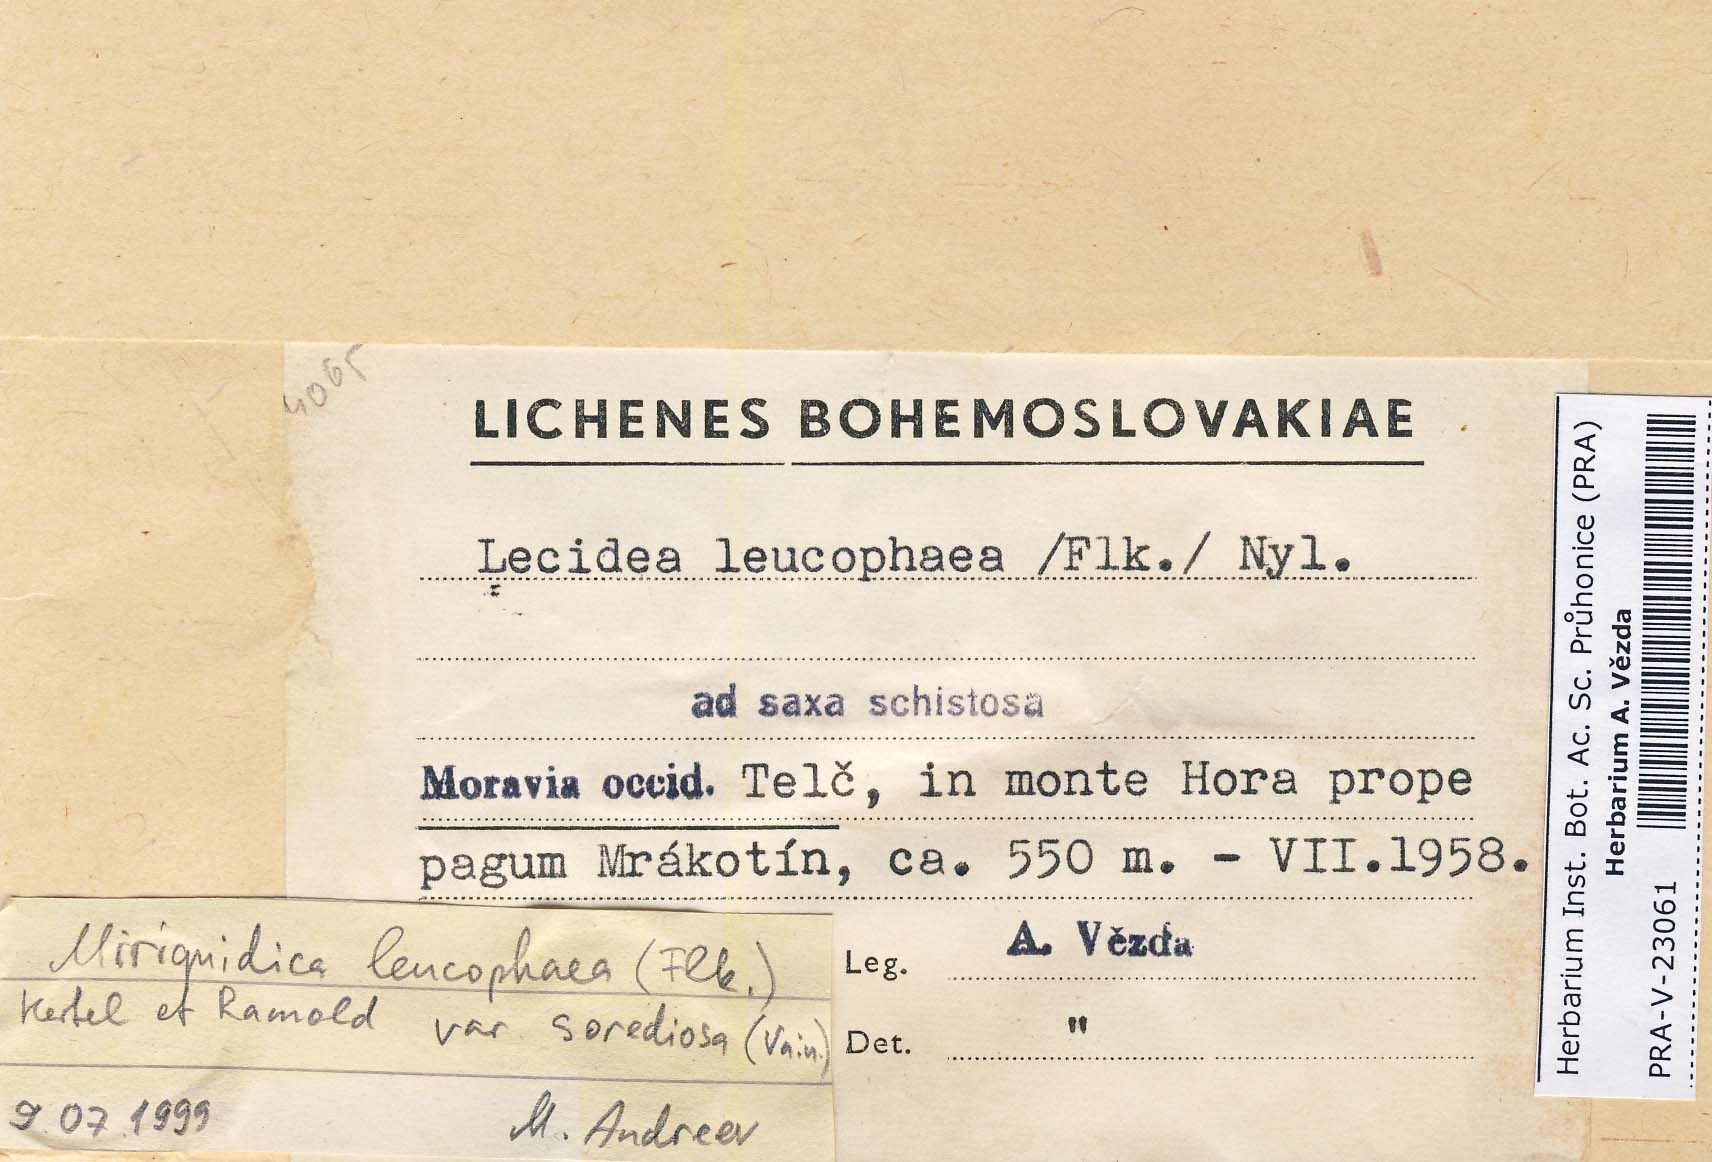 4065
LICHENES BOHEMOSLOVAKIAE
Lecidea leucophaea /Flk./ Nyl.
ad saxa schistosa
Moravia occid. Telč, in monte Hora prope
pagum Mrákotín, ca. 550 m. - VII.1958.
Leg. A. Vězda
Det. "
Miriquidica leucophaea (Flk.)
Hertel et Rambold var sorediosa (Vain.)
9 07 1999 M. Andreev
Herbarium Inst. Bot. Ac. Sc. Průhonice (PRA)
Herbarium A. Vězda
PRA-V-23061